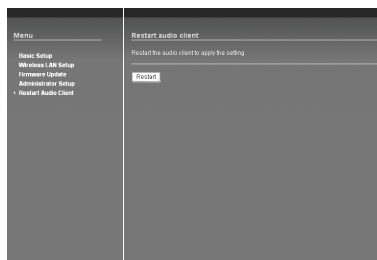 Menu
Basic Setup
Wireless LAN Setup
Firmware Update
Administrator Setup
Restart Audio Client
Restart audio client
Restart the audio client to apply the setting.
Restart